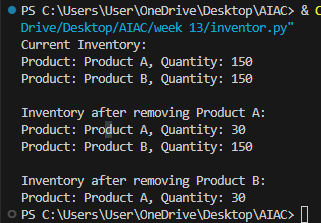 PS C:\Users\User\OneDrive\Desktop\AIAC> & C
Drive/Desktop/AIAC/week 13/inventor.py"
Current Inventory:
Product: Product A, Quantity: 150
Product: Product B, Quantity: 150
Inventory after removing Product A:
Product: Product A, Quantity: 30
Product: Product B, Quantity: 150
Inventory after removing Product B:
Product: Product A, Quantity: 30
PS C:\Users\User\OneDrive\Desktop\AIAC>